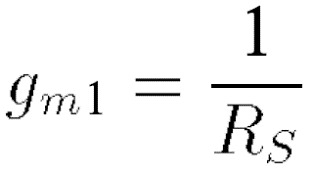 g_{m1} = \frac{1}{R_S}